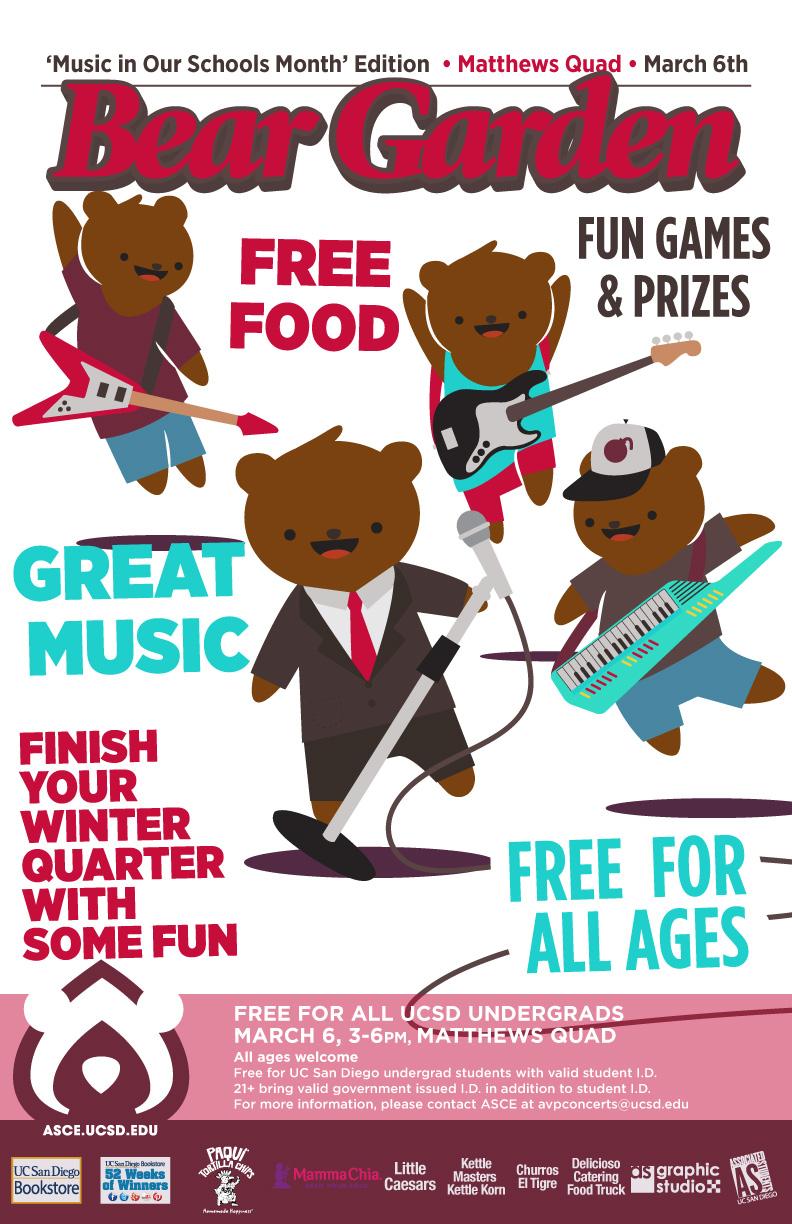 ‘Music in Our Schools Month’ Edition • Matthews Quad • March 6th
Bear Garden
FREE
FOOD
FUN GAMES
& PRIZES
GREAT
MUSIC
FINISH
YOUR
WINTER
QUARTER
WITH
SOME FUN
FREE FOR
ALL AGES
FREE FOR ALL UCSD UNDERGRADS
MARCH 6, 3-6PM, MATTHEWS QUAD
All ages welcome
Free for UC San Diego undergrad students with valid student I.D.
21+ bring valid government issued I.D. in addition to student I.D.
For more information, please contact ASCE at avpconcerts@ucsd.edu
ASCE.UCSD.EDU
UC San Diego
Bookstore
UC San Diego Bookstore
52 Weeks
of Winners
PAQUI
TORTILLA CHIPS
Homemade Happiness
MammaChia
Little
Caesars
Kettle
Masters
Kettle Korn
Churros
El Tigre
Delicioso
Catering
Food Truck
as graphic
studio
ASSOCIATED
STUDENTS
AS
UC SAN DIEGO